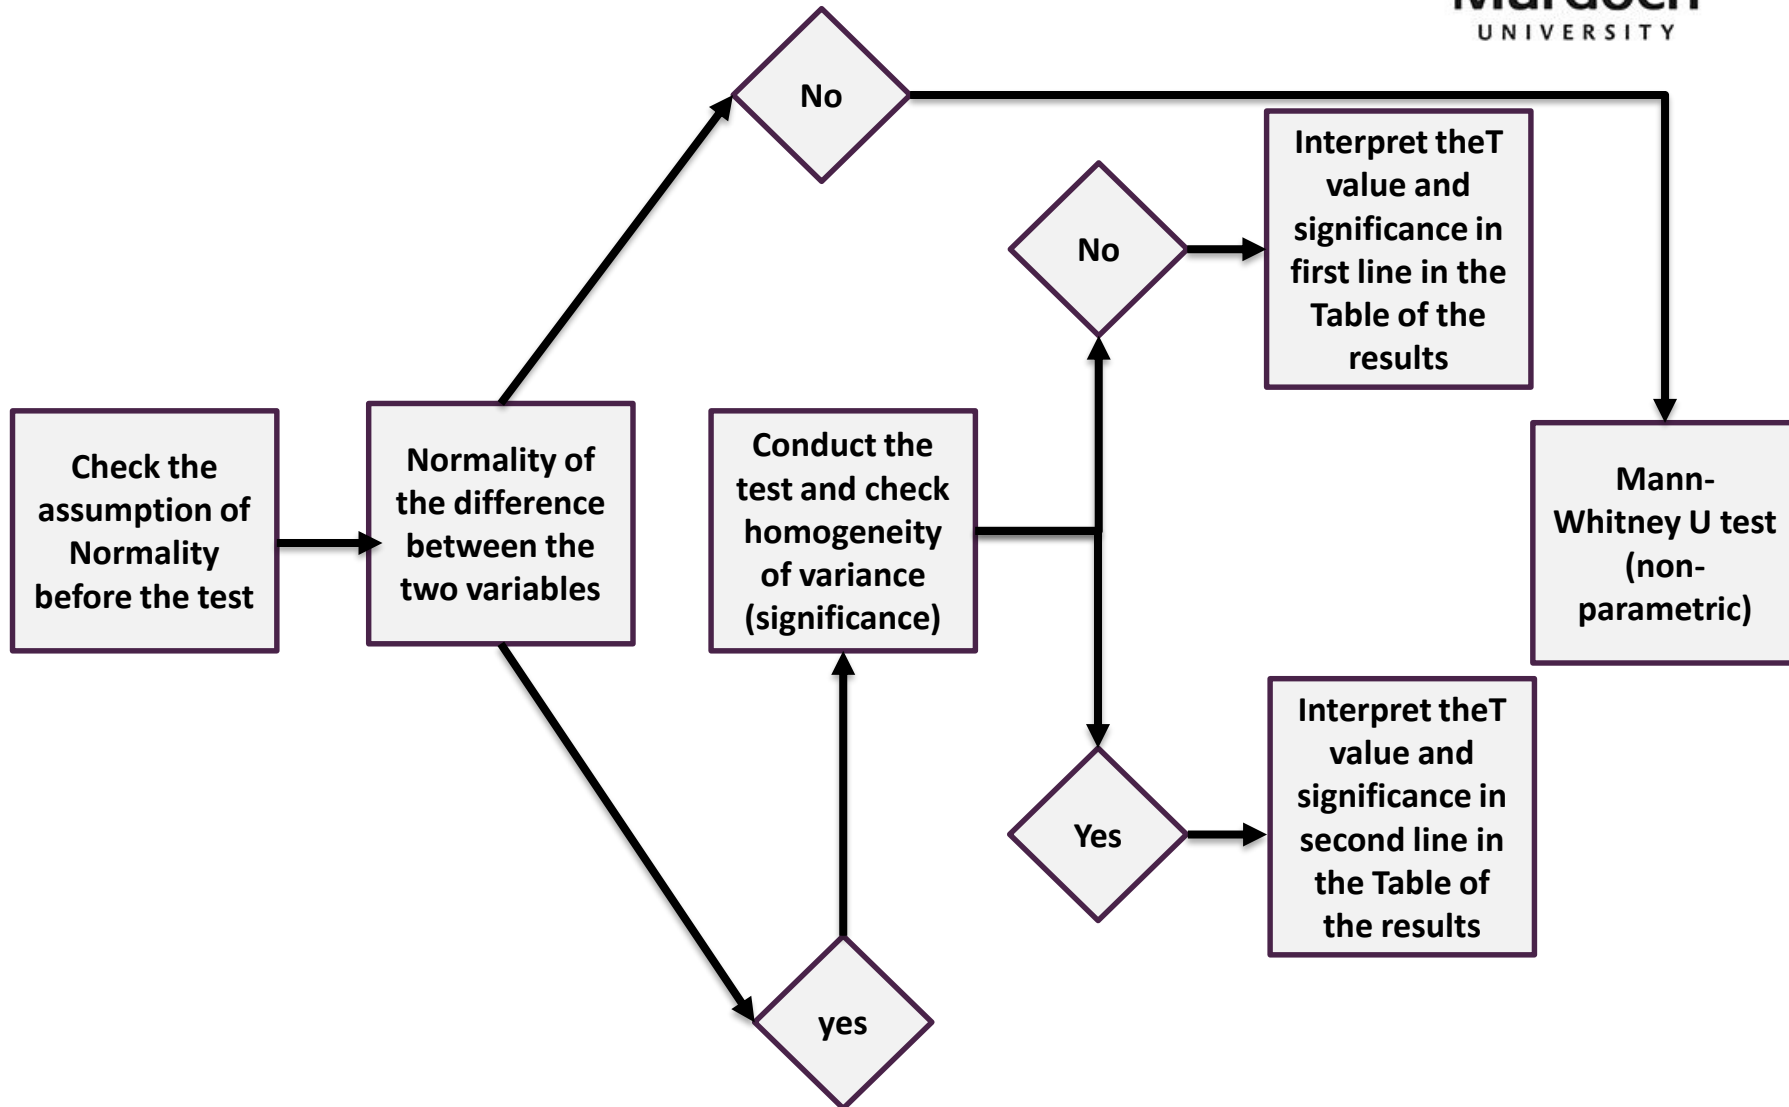 UNIVERSITY
No
Interpret theT
value and
significance in
first line in the
Table of the
results
No
Check the
assumption of
Normality
before the test
Normality of
the difference
between the
two variables
Conduct the
test and check
homogeneity
of variance
(significance)
Mann-
Whitney U test
(non-
parametric)
Interpret theT
value and
significance in
second line in
the Table of
the results
Yes
yes